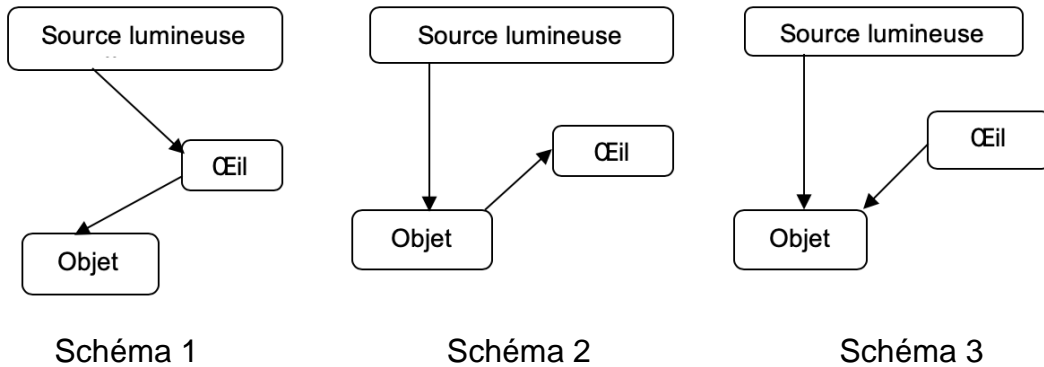 Source lumineuse
Œil
Objet
Schéma 1
Source lumineuse
Œil
Objet
Schéma 2
Source lumineuse
Œil
Objet
Schéma 3